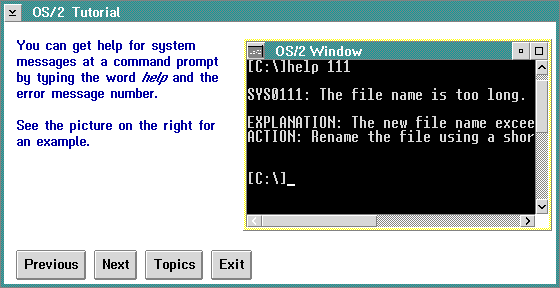 OS/2 Tutorial
You can get help for system
messages at a command prompt
by typing the word help and the
error message number.
See the picture on the right for
an example.
OS/2 Window
[C:\]help 111
SYS0111: The file name is too long.
EXPLANATION: The new file name excee
ACTION: Rename the file using a shor
[C:\]_
Previous Next Topics Exit